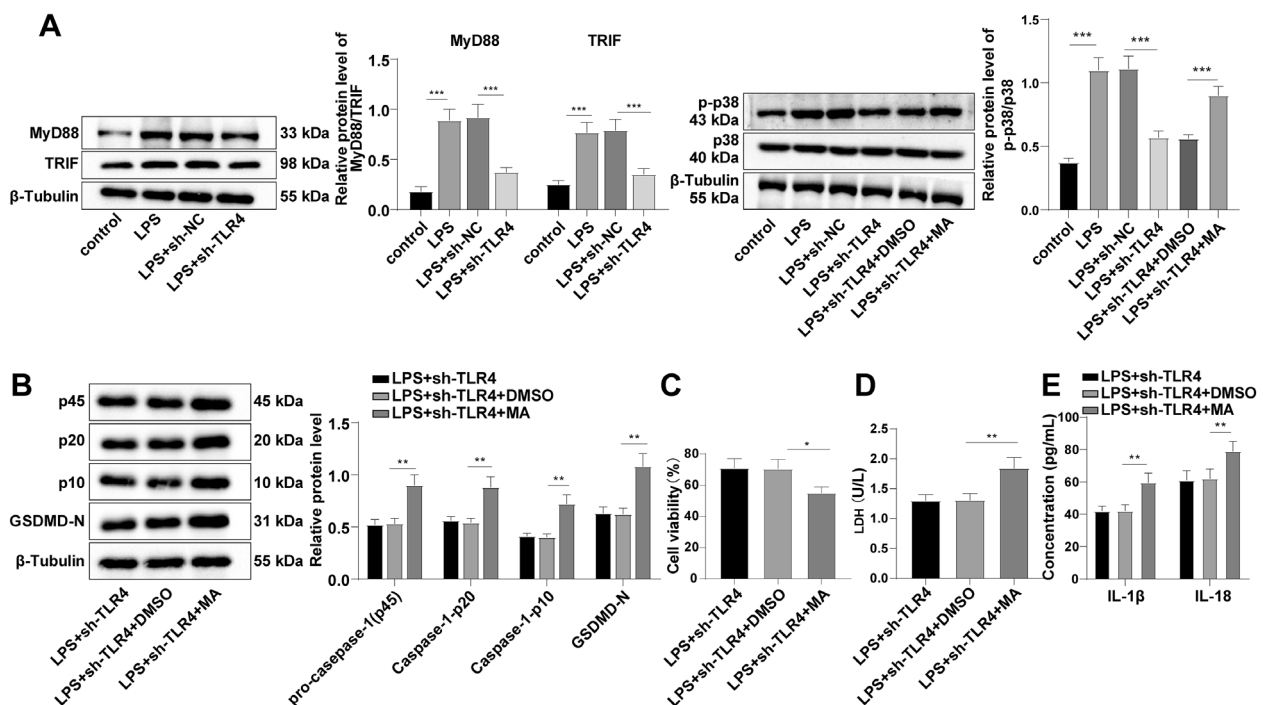 A
MyD88
33 kDa
TRIF
98 kDa
β-Tubulin
55 kDa
control
LPS
LPS+sh-NC
LPS+sh-TLR4
Relative protein level of
MyD88/TRIF
1.5
1.0
0.5
0.0
MyD88
TRIF
***
***
***
***
control
LPS
LPS+sh-NC
LPS+sh-TLR4
control
LPS
LPS+sh-NC
LPS+sh-TLR4
p-p38
43 kDa
p38
40 kDa
β-Tubulin
55 kDa
control
LPS
LPS+sh-NC
LPS+sh-TLR4
LPS+sh-TLR4+DMSO
LPS+sh-TLR4+MA
Relative protein level of
p-p38/p38
1.5
1.0
0.5
0.0
***
***
***
control
LPS
LPS+sh-NC
LPS+sh-TLR4
LPS+sh-TLR4+DMSO
LPS+sh-TLR4+MA
B
p45
45 kDa
p20
20 kDa
p10
10 kDa
GSDMD-N
31 kDa
β-Tubulin
55 kDa
LPS+sh-TLR4
LPS+sh-TLR4+DMSO
LPS+sh-TLR4+MA
LPS+sh-TLR4
LPS+sh-TLR4+DMSO
LPS+sh-TLR4+MA
Relative protein level
1.5
1.0
0.5
0.0
**
**
**
**
pro-casepase-1(p45)
Caspase-1-p20
Caspase-1-p10
GSDMD-N
C
Cell viability (%)
80
60
40
20
0
*
LPS+sh-TLR4
LPS+sh-TLR4+DMSO
LPS+sh-TLR4+MA
D
LDH (U/L)
2.5
2.0
1.5
1.0
0.5
0.0
**
LPS+sh-TLR4
LPS+sh-TLR4+DMSO
LPS+sh-TLR4+MA
E
LPS+sh-TLR4
LPS+sh-TLR4+DMSO
LPS+sh-TLR4+MA
Concentration (pg/mL)
100
80
60
40
20
0
**
**
IL-1β
IL-18